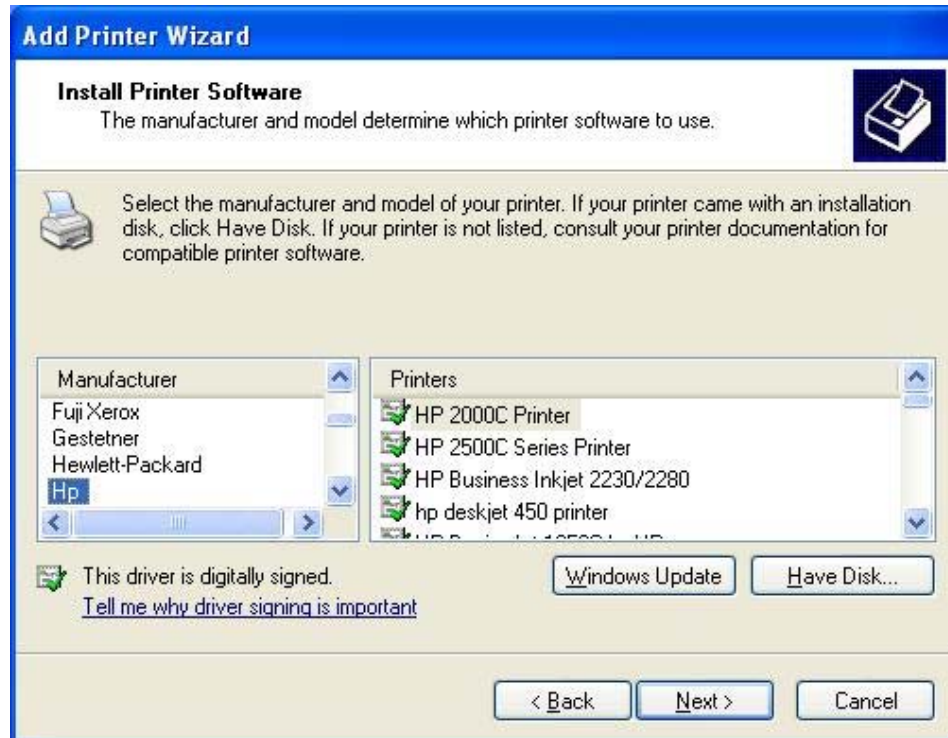 Add Printer Wizard
Install Printer Software
The manufacturer and model determine which printer software to use.
Select the manufacturer and model of your printer. If your printer came with an installation
disk, click Have Disk. If your printer is not listed, consult your printer documentation for
compatible printer software.
Manufacturer
Fuji Xerox
Gestetner
Hewlett-Packard
Hp
Printers
HP 2000C Printer
HP 2500C Series Printer
HP Business Inkjet 2230/2280
hp deskjet 450 printer
This driver is digitally signed.
Tell me why driver signing is important
Windows Update
Have Disk...
< Back
Next >
Cancel